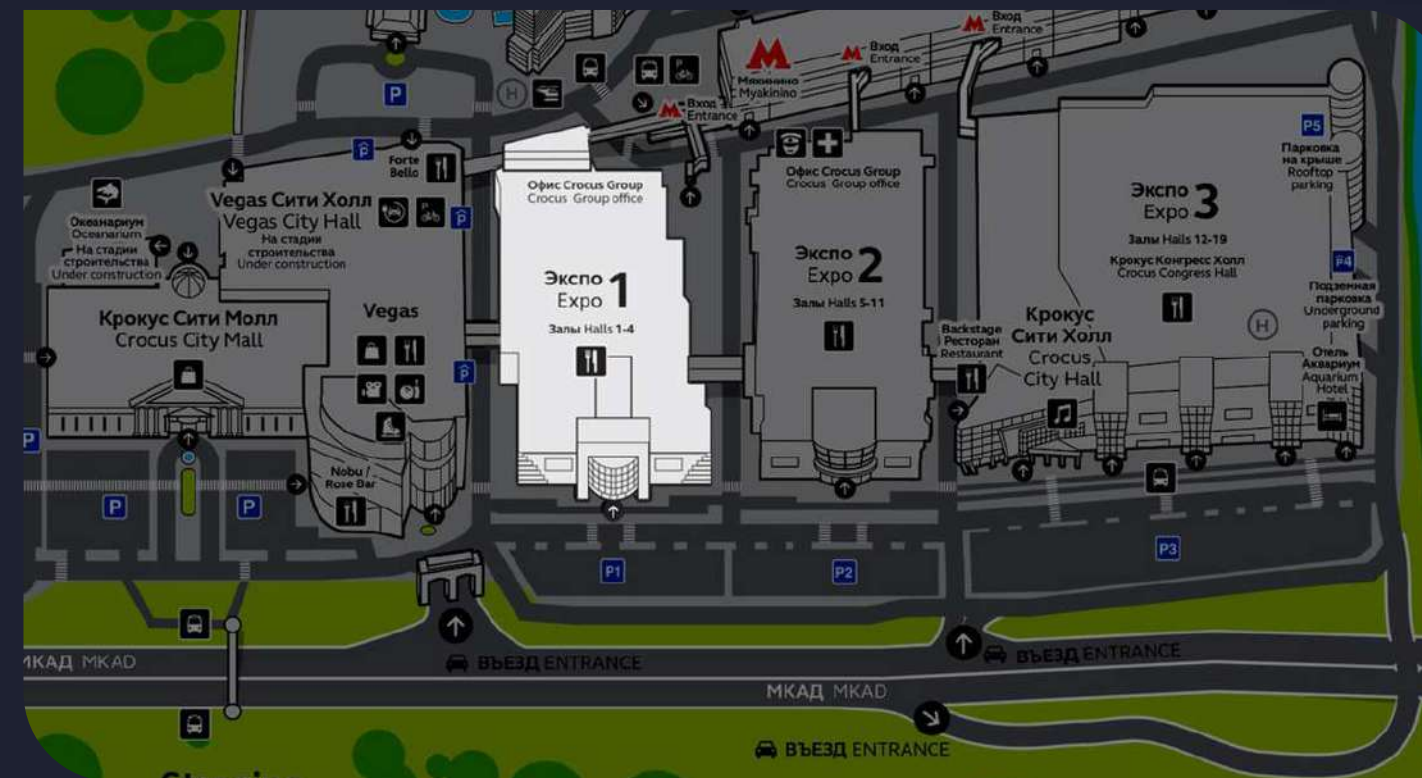 Вход
Entrance
Вход
Entrance
М
Мякинино
Myakinino
Вход
Entrance
P
H
P
Forte
Bello
Vegas Сити Холл
Vegas City Hall
На стадии
строительства
Under construction
P
P
Океанариум
Oceanarium
На стадии
строительства
Under construction
Крокус Сити Молл
Crocus City Mall
Vegas
P
Nobu /
Rose Bar
P
P
P
Офис Crocus Group
Crocus Group office
Экспо
Expo 1
Залы Halls 1-4
P1
Офис Crocus Group
Crocus Group office
Экспо
Expo 2
Залы Halls 5-11
P2
Backstage
Ресторан
Restaurant
Крокус
Сити Холл
Crocus
City Hall
Экспо
Expo 3
Залы Halls 12-19
Крокус Конгресс Холл
Crocus Congress Hall
H
P5
Парковка
на крыше
Rooftop
parking
P4
Подземная
парковка
Underground
parking
Отель
Аквариум
Aquarium
Hotel
P3
МКАД MKAD
ВЪЕЗД ENTRANCE
ВЪЕЗД ENTRANCE
МКАД MKAD
ВЪЕЗД ENTRANCE